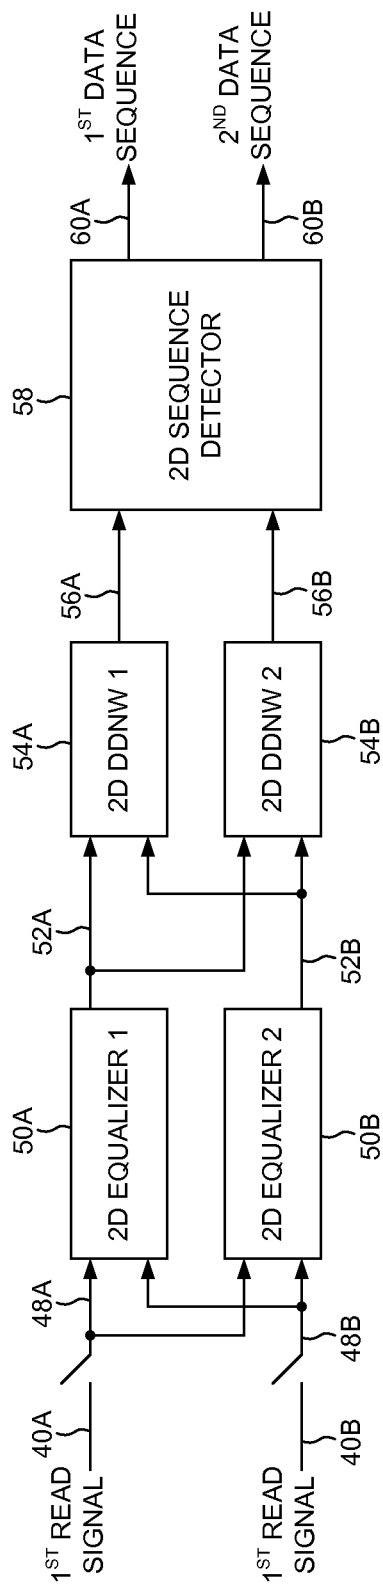 1ST READ
SIGNAL
40A
48A
50A
2D EQUALIZER 1
52A
54A
2D DDNW 1
56A
58
2D SEQUENCE
DETECTOR
60A
1ST DATA
SEQUENCE
1ST READ
SIGNAL
40B
48B
50B
2D EQUALIZER 2
52B
54B
2D DDNW 2
56B
60B
2ND DATA
SEQUENCE